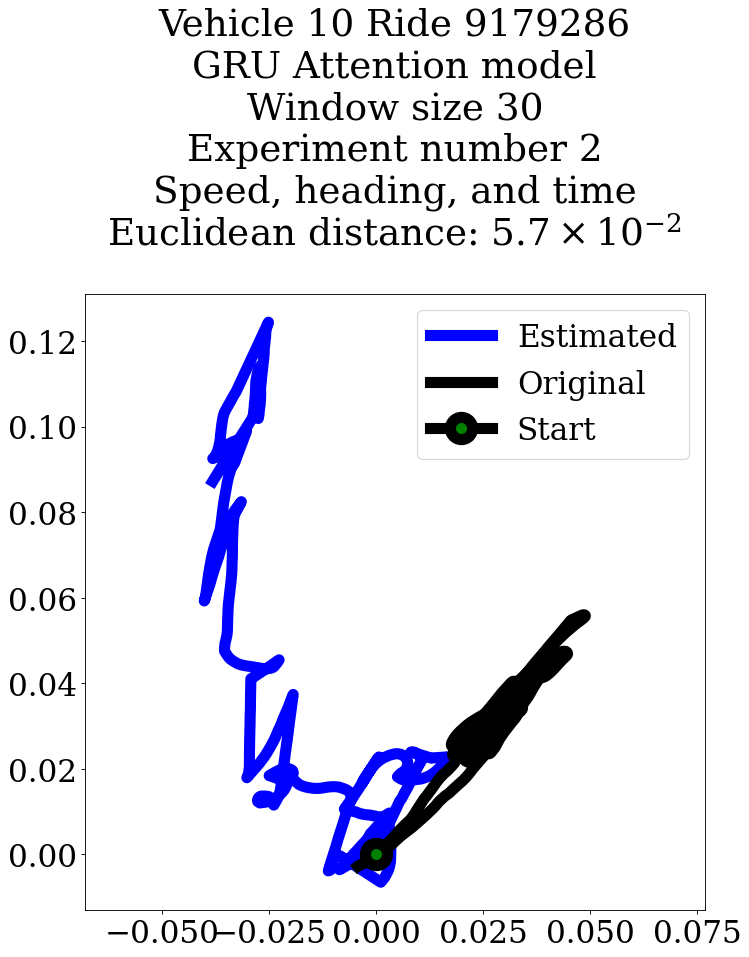 Vehicle 10 Ride 9179286
GRU Attention model
Window size 30
Experiment number 2
Speed, heading, and time
Euclidean distance: 5.7 × 10⁻²
Estimated
Original
Start
0.12
0.10
0.08
0.06
0.04
0.02
0.00
−0.050 −0.025 0.000 0.025 0.050 0.075